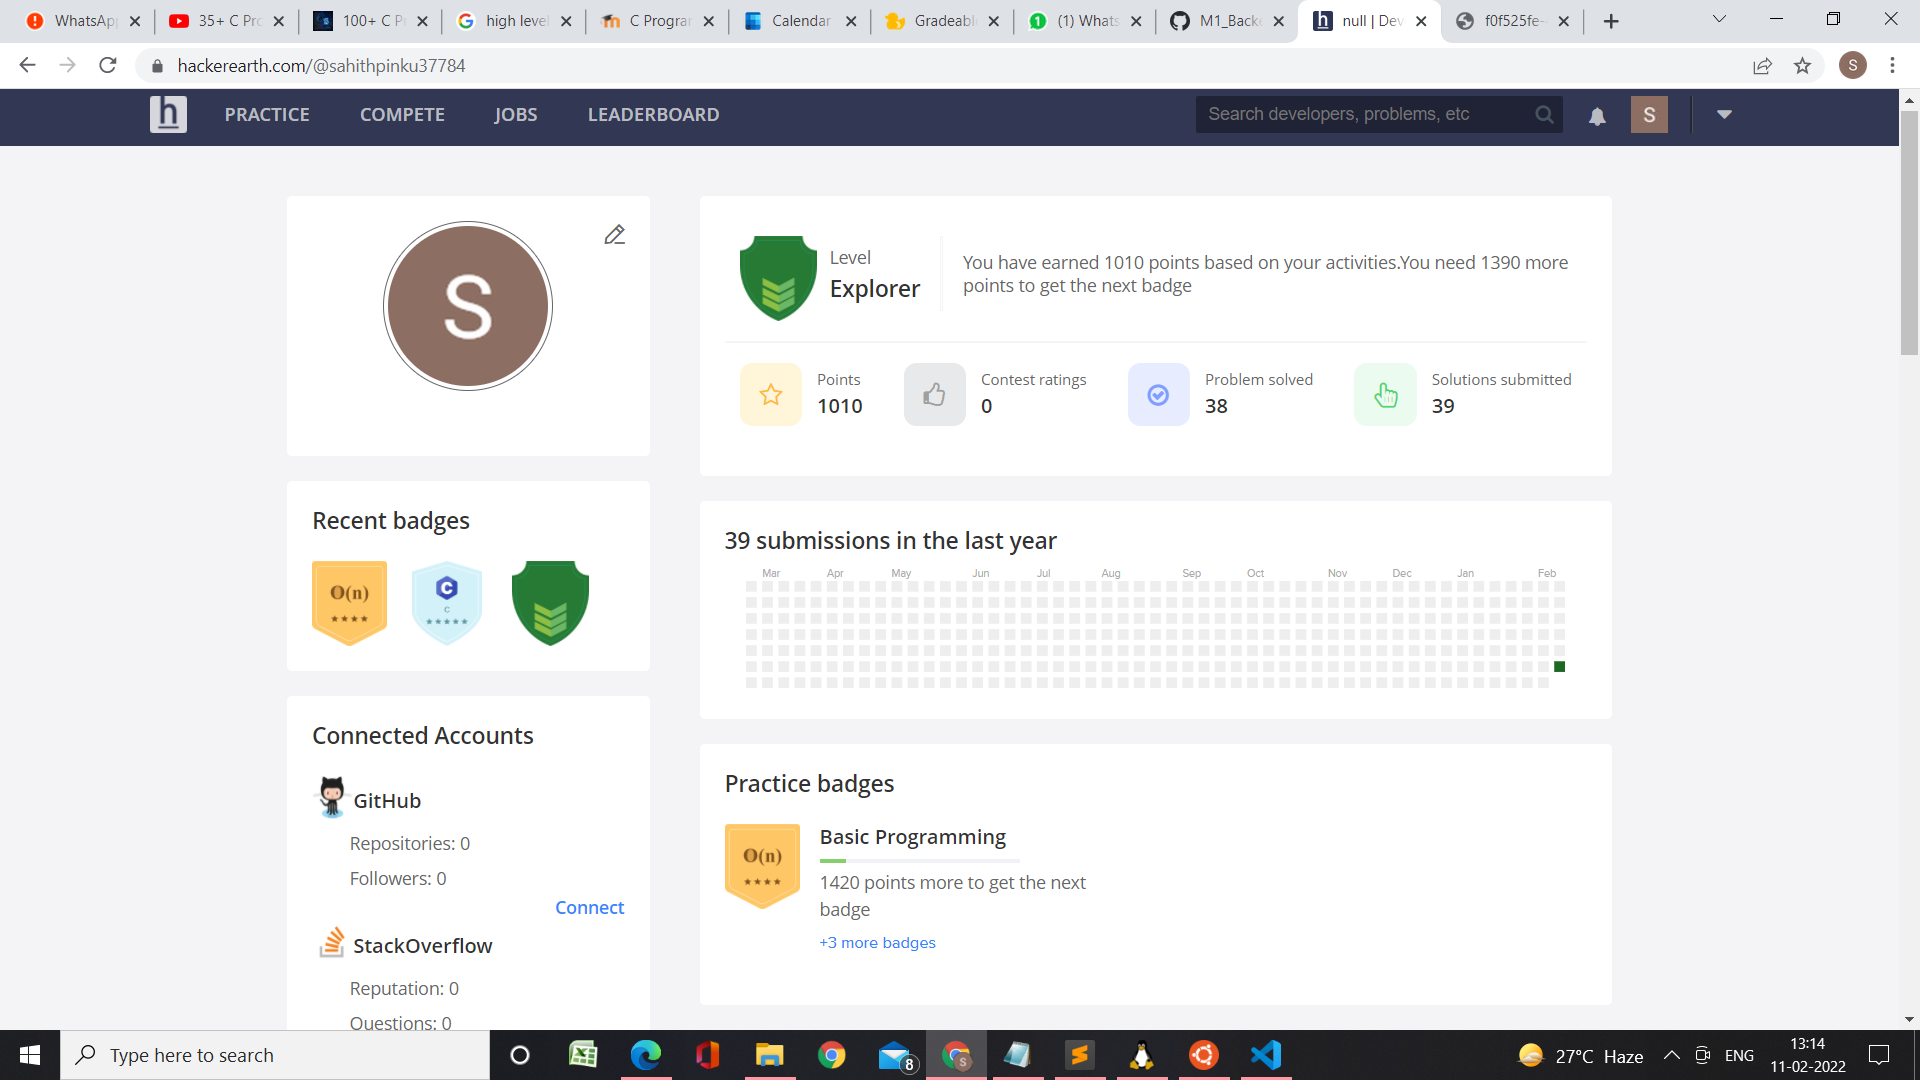 WhatsApp
35+ C Pro
100+ C Pr
high level
C Program
Calendar
Gradeable
(1) Whats
M1_Backe
null | Dev
f0f525fe-
hackerearth.com/@sahithpinku37784
S
h
PRACTICE
COMPETE
JOBS
LEADERBOARD
Search developers, problems, etc
S
S
Level
Explorer
You have earned 1010 points based on your activities.You need 1390 more
points to get the next badge
Points
1010
Contest ratings
0
Problem solved
38
Solutions submitted
39
Recent badges
O(n)
C
C
39 submissions in the last year
Mar Apr May Jun Jul Aug Sep Oct Nov Dec Jan Feb
Connected Accounts
GitHub
Repositories: 0
Followers: 0
Connect
StackOverflow
Reputation: 0
Questions: 0
Practice badges
O(n)
Basic Programming
1420 points more to get the next
badge
+3 more badges
Type here to search
8
S
27°C Haze
ENG
13:14
11-02-2022